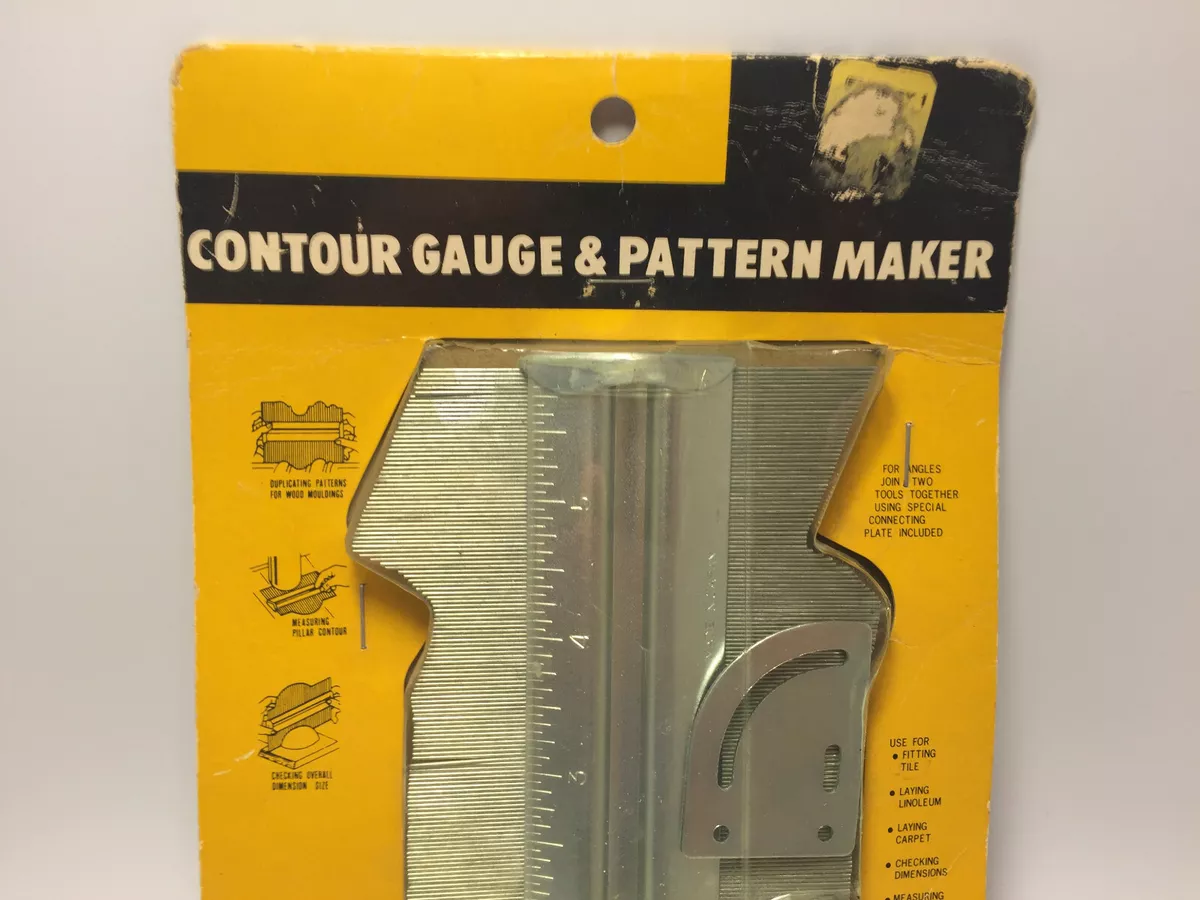 CONTOUR GAUGE & PATTERN MAKER
DUPLICATING PATTERNS
FOR WOOD MOULDINGS
MEASURING
PILLAR CONTOUR
CHECKING OVERALL
DIMENSION SIZE
5
4
3
FOR ANGLES
JOIN TWO
TOOLS TOGETHER
USING SPECIAL
CONNECTING
PLATE INCLUDED
USE FOR
• FITTING
TILE
• LAYING
LINOLEUM
• LAYING
CARPET
• CHECKING
DIMENSIONS
• MEASURING